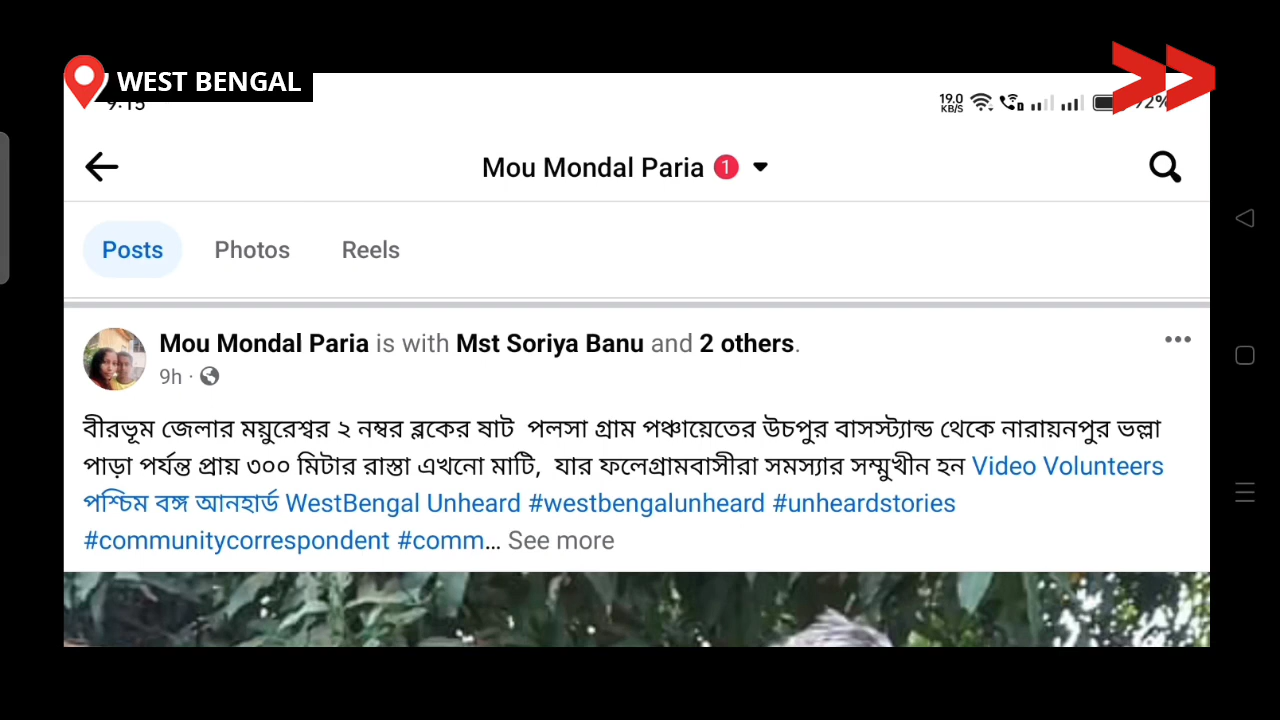 WEST BENGAL
9:15
19.0
KB/S
72%
Mou Mondal Paria 1
Posts Photos Reels
Mou Mondal Paria is with Mst Soriya Banu and 2 others.
9h ·
বীরভূম জেলার ময়ুরেশ্বর ২ নম্বর ব্লকের ষাট পলসা গ্রাম পঞ্চায়েতের উচপুর বাসস্ট্যান্ড থেকে নারায়নপুর ভল্লা
পাড়া পর্যন্ত প্রায় ৩০০ মিটার রাস্তা এখনো মাটি, যার ফলেগ্রামবাসীরা সমস্যার সম্মুখীন হন Video Volunteers
পশ্চিম বঙ্গ আনহার্ড WestBengal Unheard #westbengalunheard #unheardstories
#communitycorrespondent #comm... See more